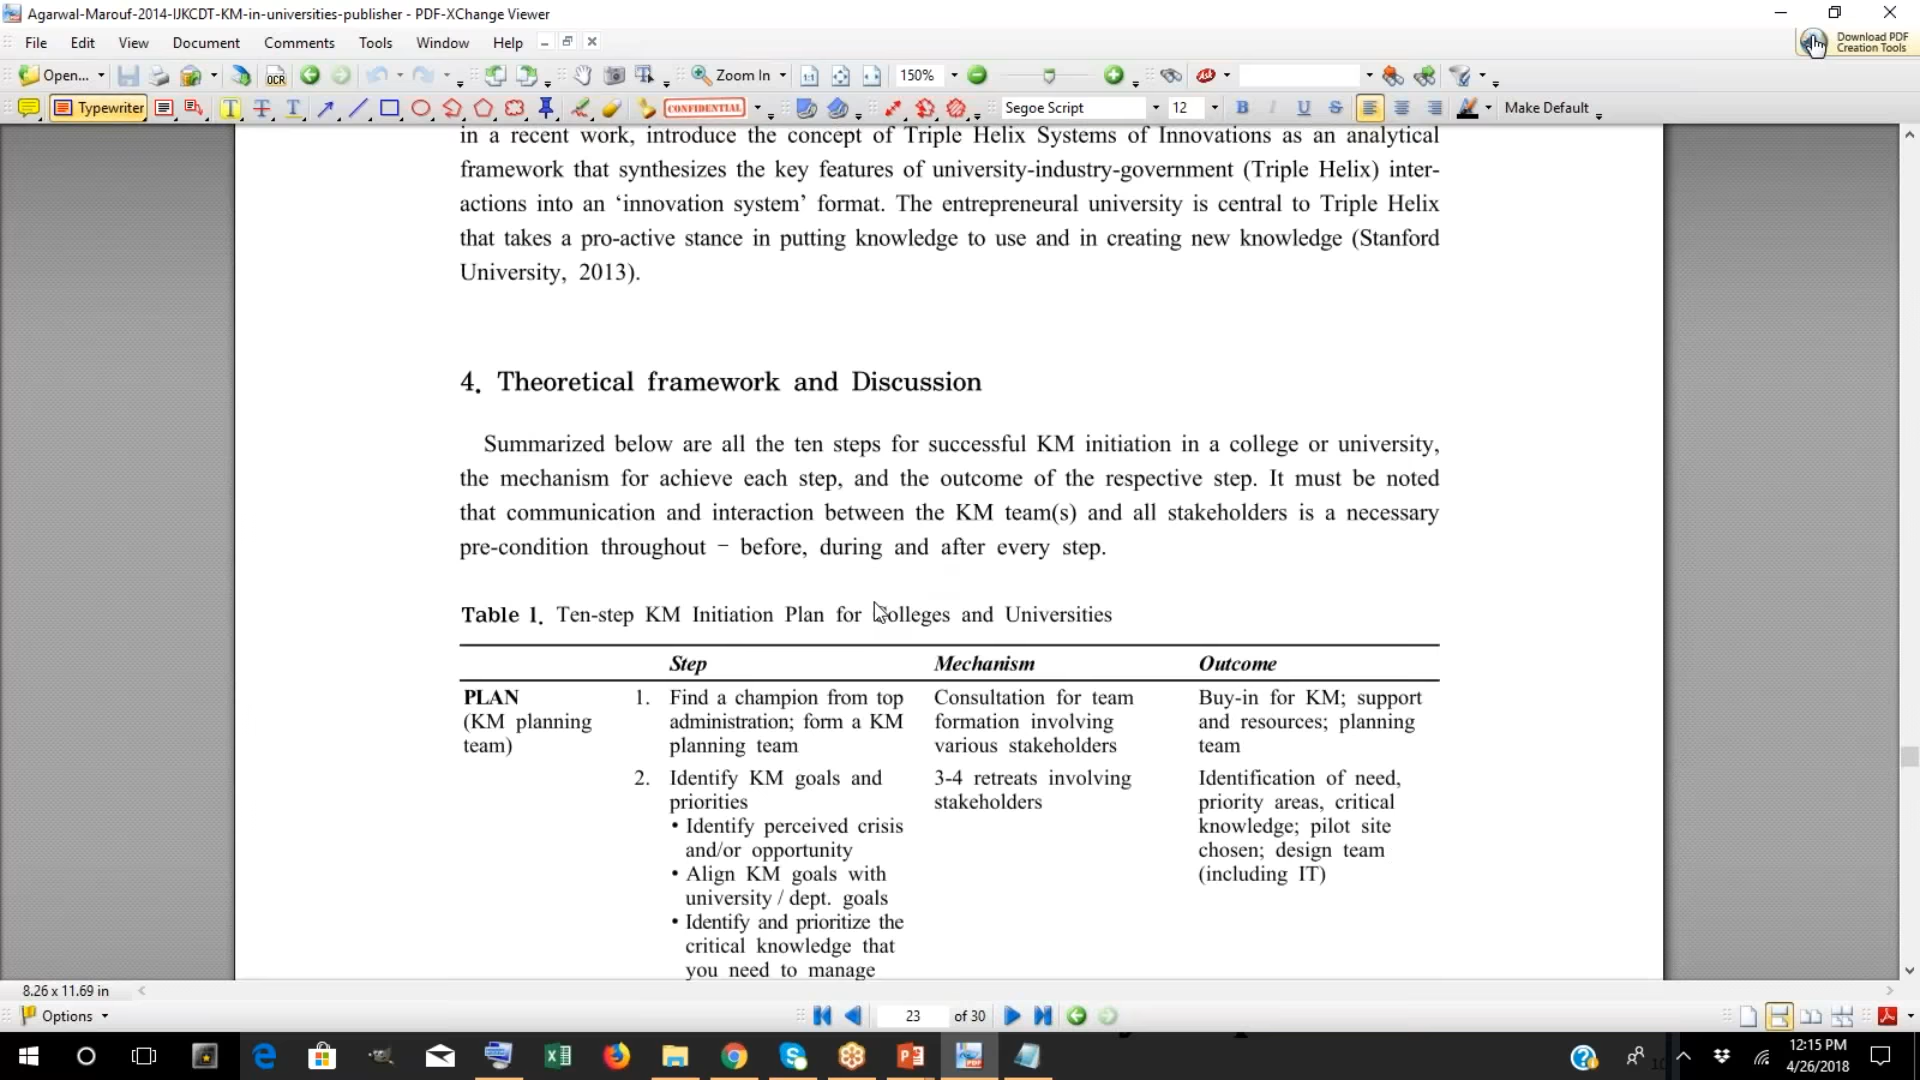 Agarwal-Marouf-2014-IJKCDT-KM-in-universities-publisher - PDF-XChange Viewer
File Edit View Document Comments Tools Window Help
Download PDF Creation Tools
Open... OCR Zoom In 150%
Typewriter CONFIDENTIAL Segoe Script 12 Make Default
in a recent work, introduce the concept of Triple Helix Systems of Innovations as an analytical
framework that synthesizes the key features of university-industry-government (Triple Helix) inter-
actions into an ‘innovation system’ format. The entrepreneural university is central to Triple Helix
that takes a pro-active stance in putting knowledge to use and in creating new knowledge (Stanford
University, 2013).
4. Theoretical framework and Discussion
Summarized below are all the ten steps for successful KM initiation in a college or university,
the mechanism for achieve each step, and the outcome of the respective step. It must be noted
that communication and interaction between the KM team(s) and all stakeholders is a necessary
pre-condition throughout − before, during and after every step.
Table 1. Ten-step KM Initiation Plan for Colleges and Universities
Step Mechanism Outcome
PLAN 1. Find a champion from top Consultation for team Buy-in for KM; support
(KM planning administration; form a KM formation involving and resources; planning
team) planning team various stakeholders team
2. Identify KM goals and 3-4 retreats involving Identification of need,
priorities stakeholders priority areas, critical
• Identify perceived crisis knowledge; pilot site
and/or opportunity chosen; design team
• Align KM goals with (including IT)
university / dept. goals
• Identify and prioritize the
critical knowledge that
you need to manage
8.26 x 11.69 in
Options 23 of 30
12:15 PM
4/26/2018